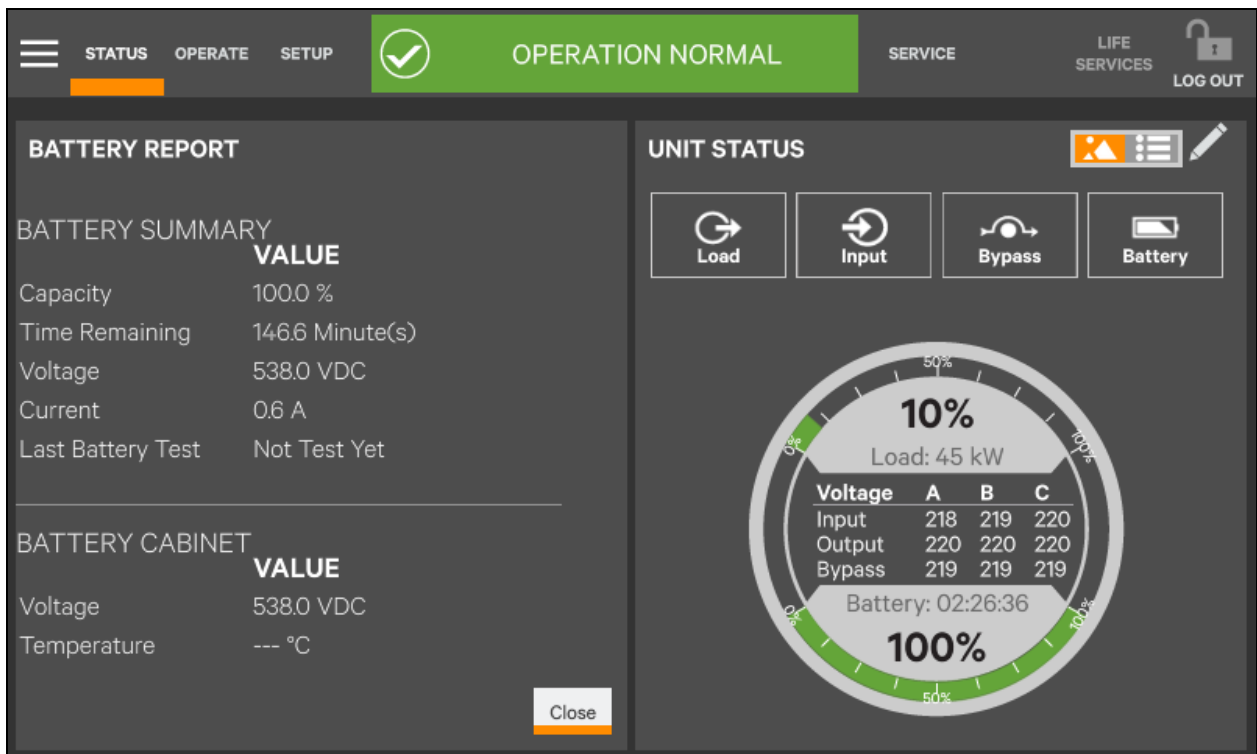 STATUS OPERATE SETUP OPERATION NORMAL SERVICE LIFE SERVICES LOG OUT
BATTERY REPORT
BATTERY SUMMARY
VALUE
Capacity 100.0 %
Time Remaining 146.6 Minute(s)
Voltage 538.0 VDC
Current 0.6 A
Last Battery Test Not Test Yet
BATTERY CABINET
VALUE
Voltage 538.0 VDC
Temperature --- °C
Close
UNIT STATUS
Load Input Bypass Battery
50%
10%
0% 100%
Load: 45 kW
Voltage A B C
Input 218 219 220
Output 220 220 220
Bypass 219 219 219
Battery: 02:26:36
0% 100%
100%
50%